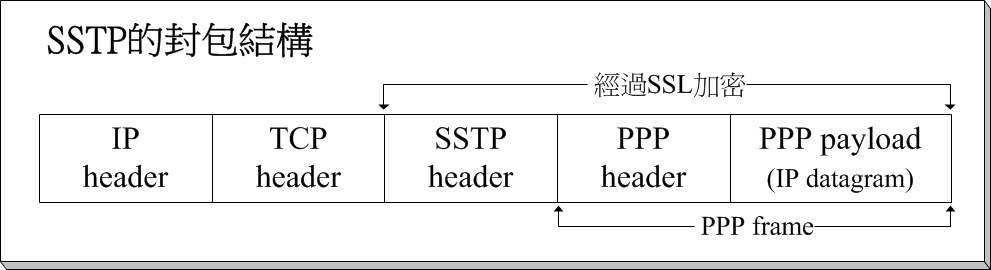 SSTP的封包結構
經過SSL加密
IP header
TCP header
SSTP header
PPP header
PPP payload
(IP datagram)
PPP frame